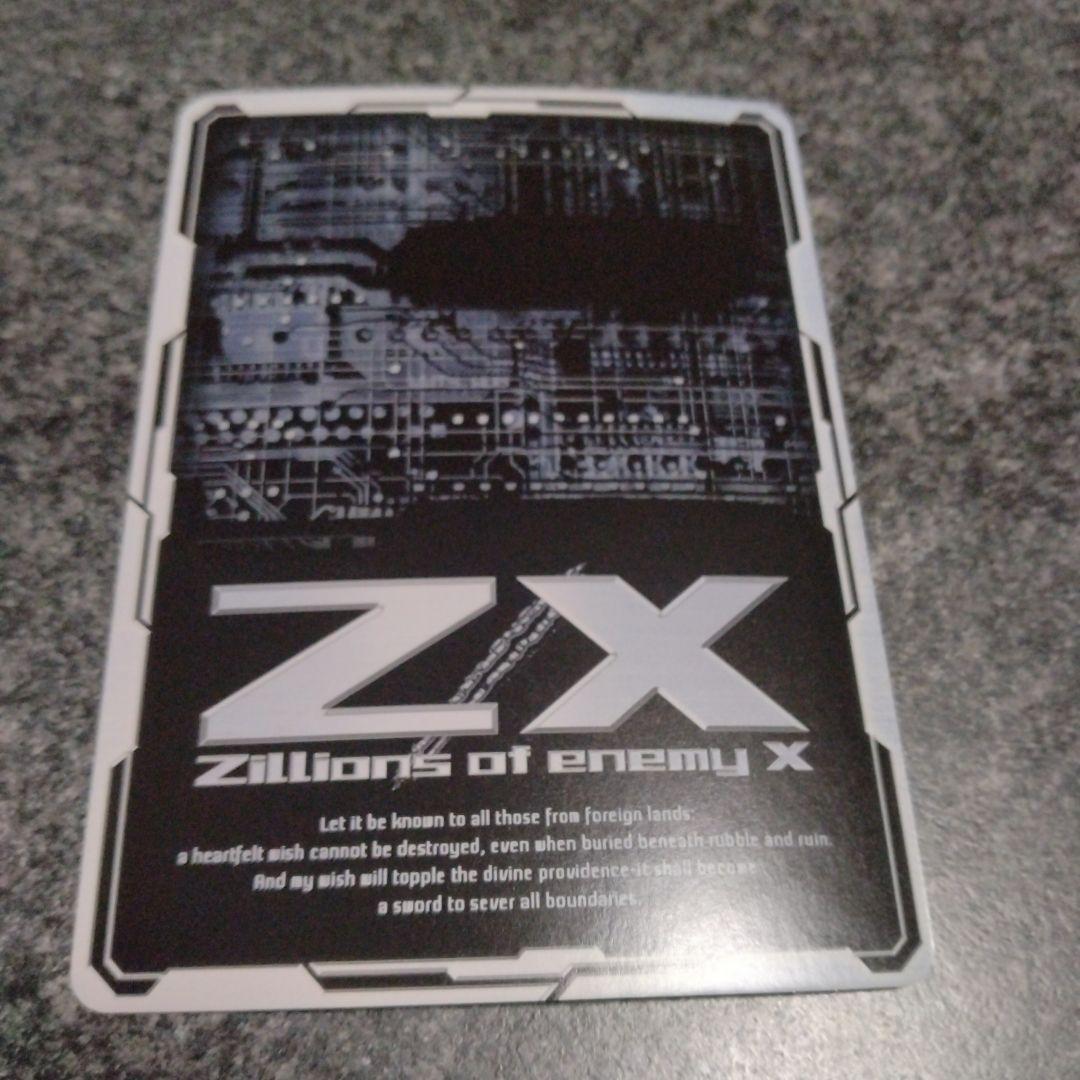 Z/X
Zillions of enemy X
Let it be known to all those from foreign lands:
a heartfelt wish cannot be destroyed, even when buried beneath rubble and ruin.
And my wish will topple the divine providence-it shall become
a sword to sever all boundaries.